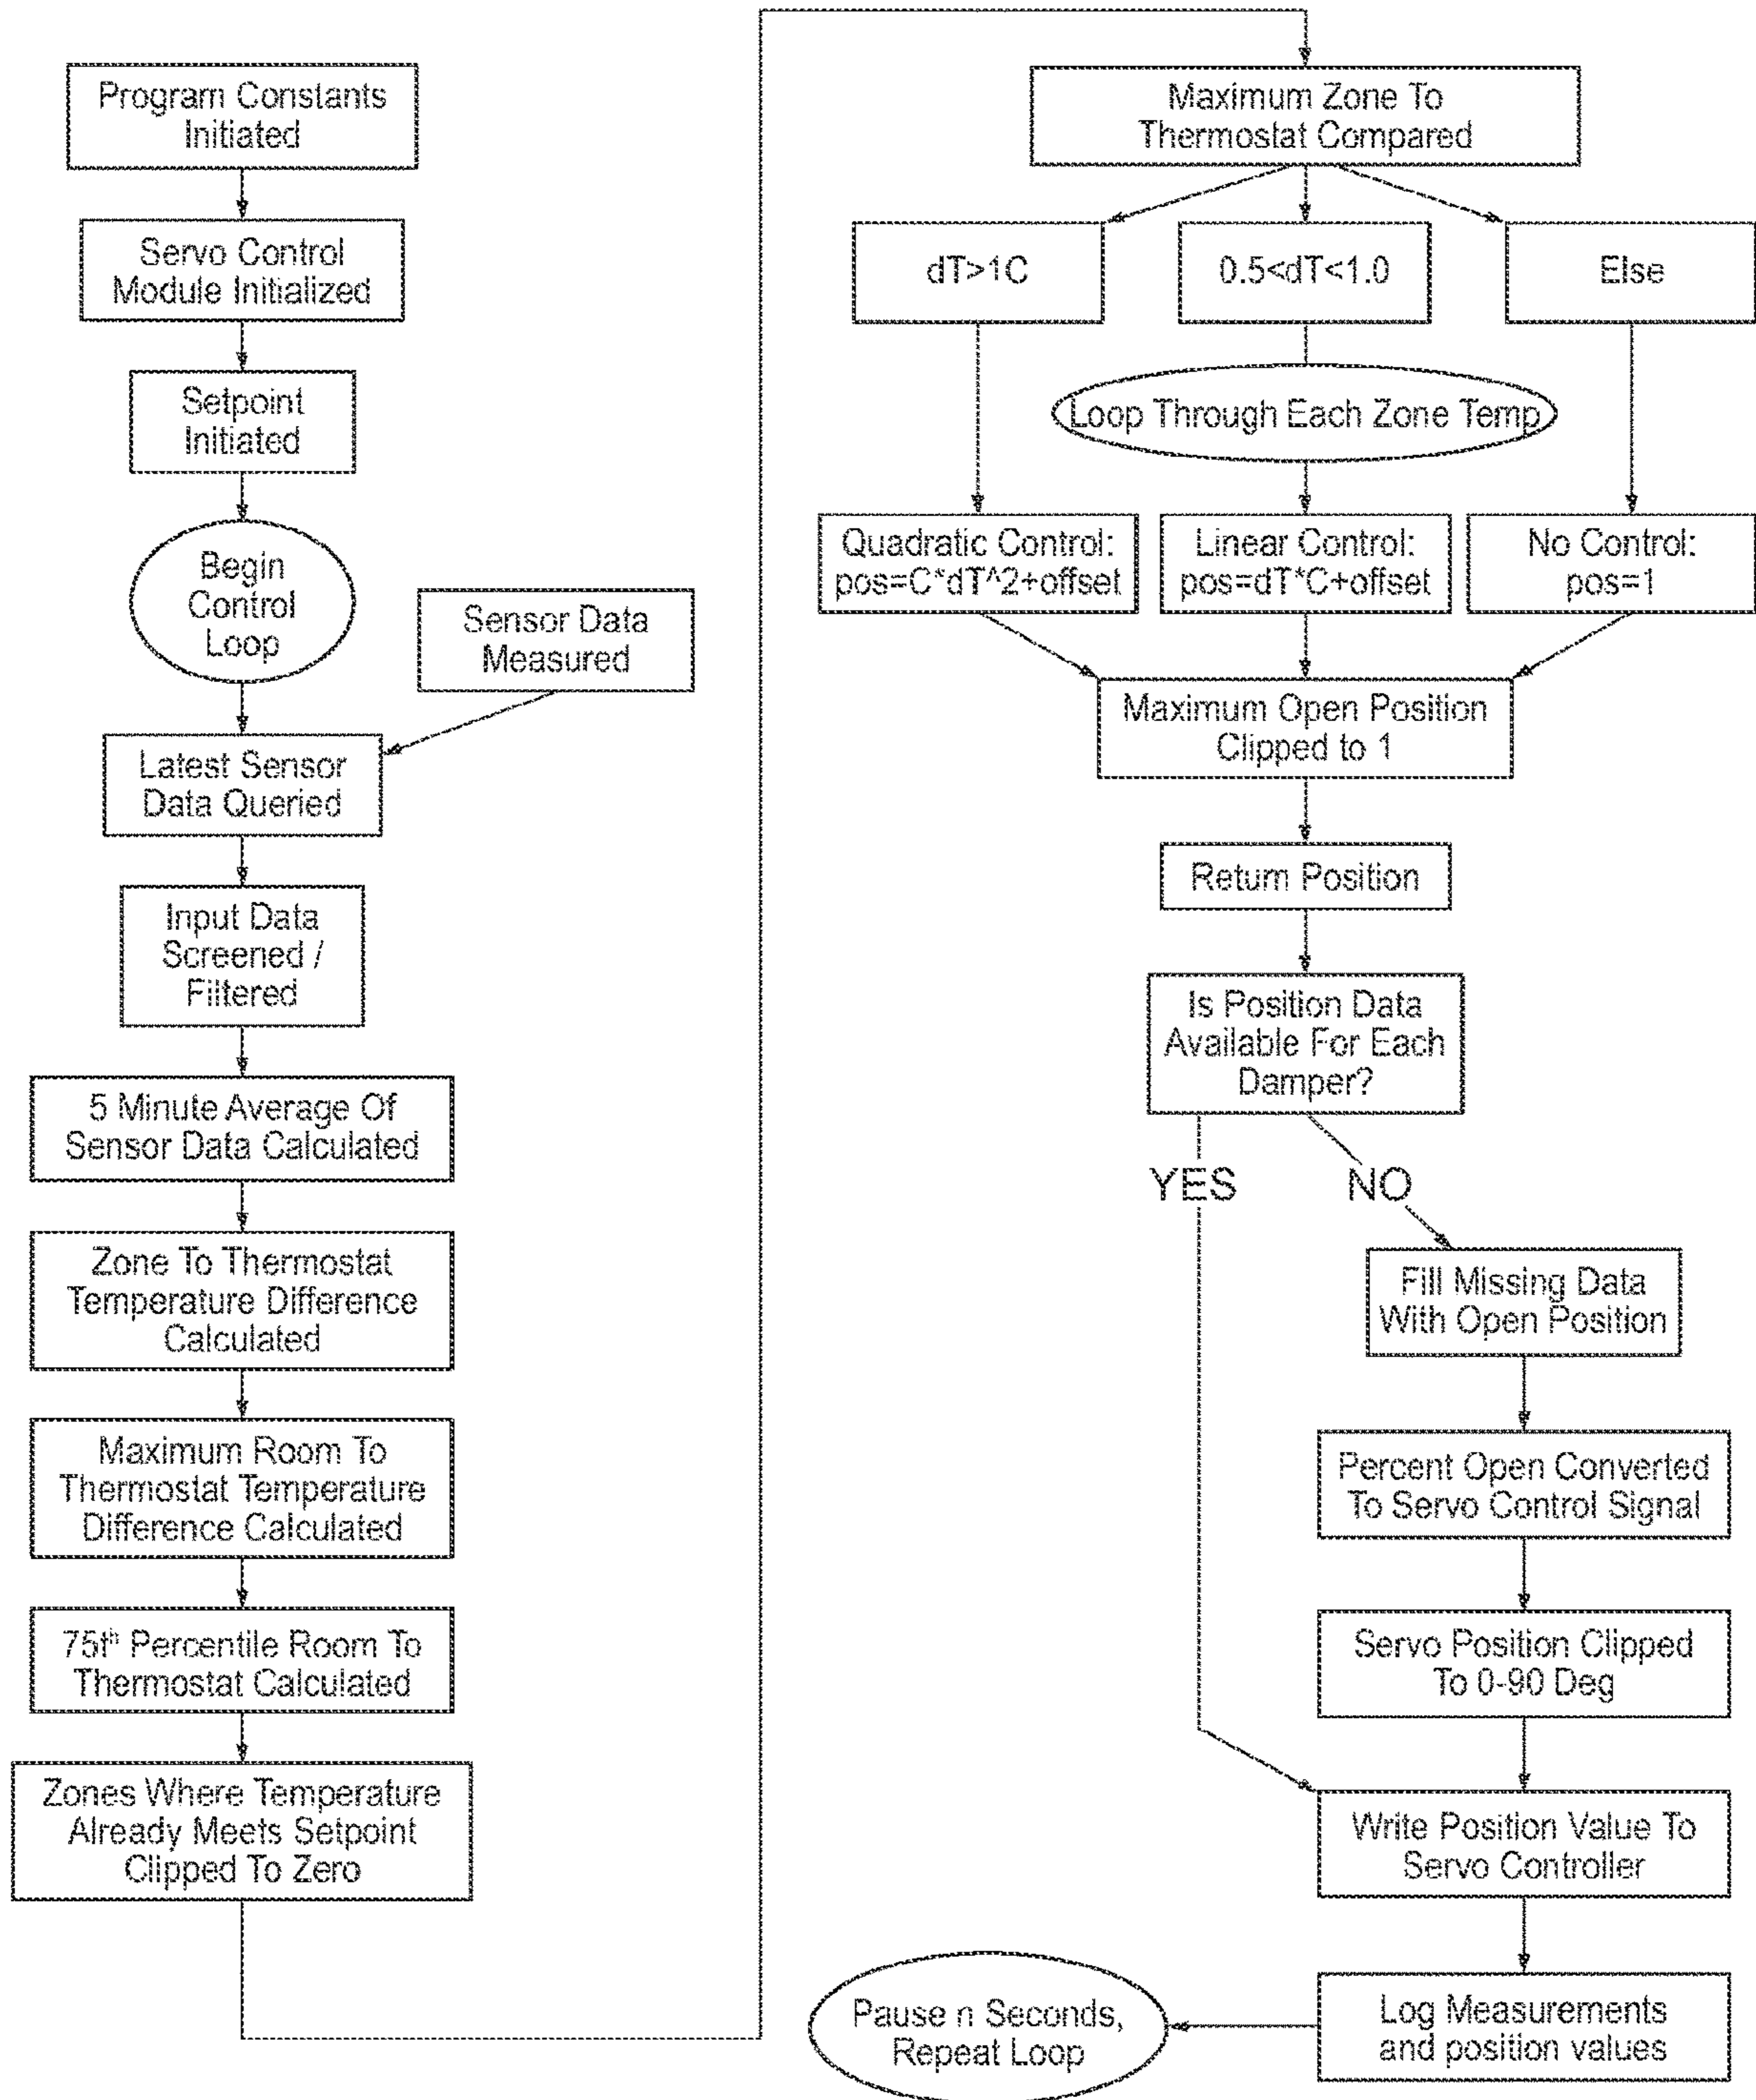 Program Constants
Initiated
Servo Control
Module Initialized
Setpoint
Initiated
Begin
Control
Loop
Sensor Data
Measured
Latest Sensor
Data Queried
Input Data
Screened /
Filtered
5 Minute Average Of
Sensor Data Calculated
Zone To Thermostat
Temperature Difference
Calculated
Maximum Room To
Thermostat Temperature
Difference Calculated
75tʰ Percentile Room To
Thermostat Calculated
Zones Where Temperature
Already Meets Setpoint
Clipped To Zero
Maximum Zone To
Thermostat Compared
dT>1C
0.5<dT<1.0
Else
Loop Through Each Zone Temp
Quadratic Control:
pos=C*dT^2+offset
Linear Control:
pos=dT*C+offset
No Control:
pos=1
Maximum Open Position
Clipped to 1
Return Position
Is Position Data
Available For Each
Damper?
YES
NO
Fill Missing Data
With Open Position
Percent Open Converted
To Servo Control Signal
Servo Position Clipped
To 0-90 Deg
Write Position Value To
Servo Controller
Log Measurements
and position values
Pause n Seconds,
Repeat Loop